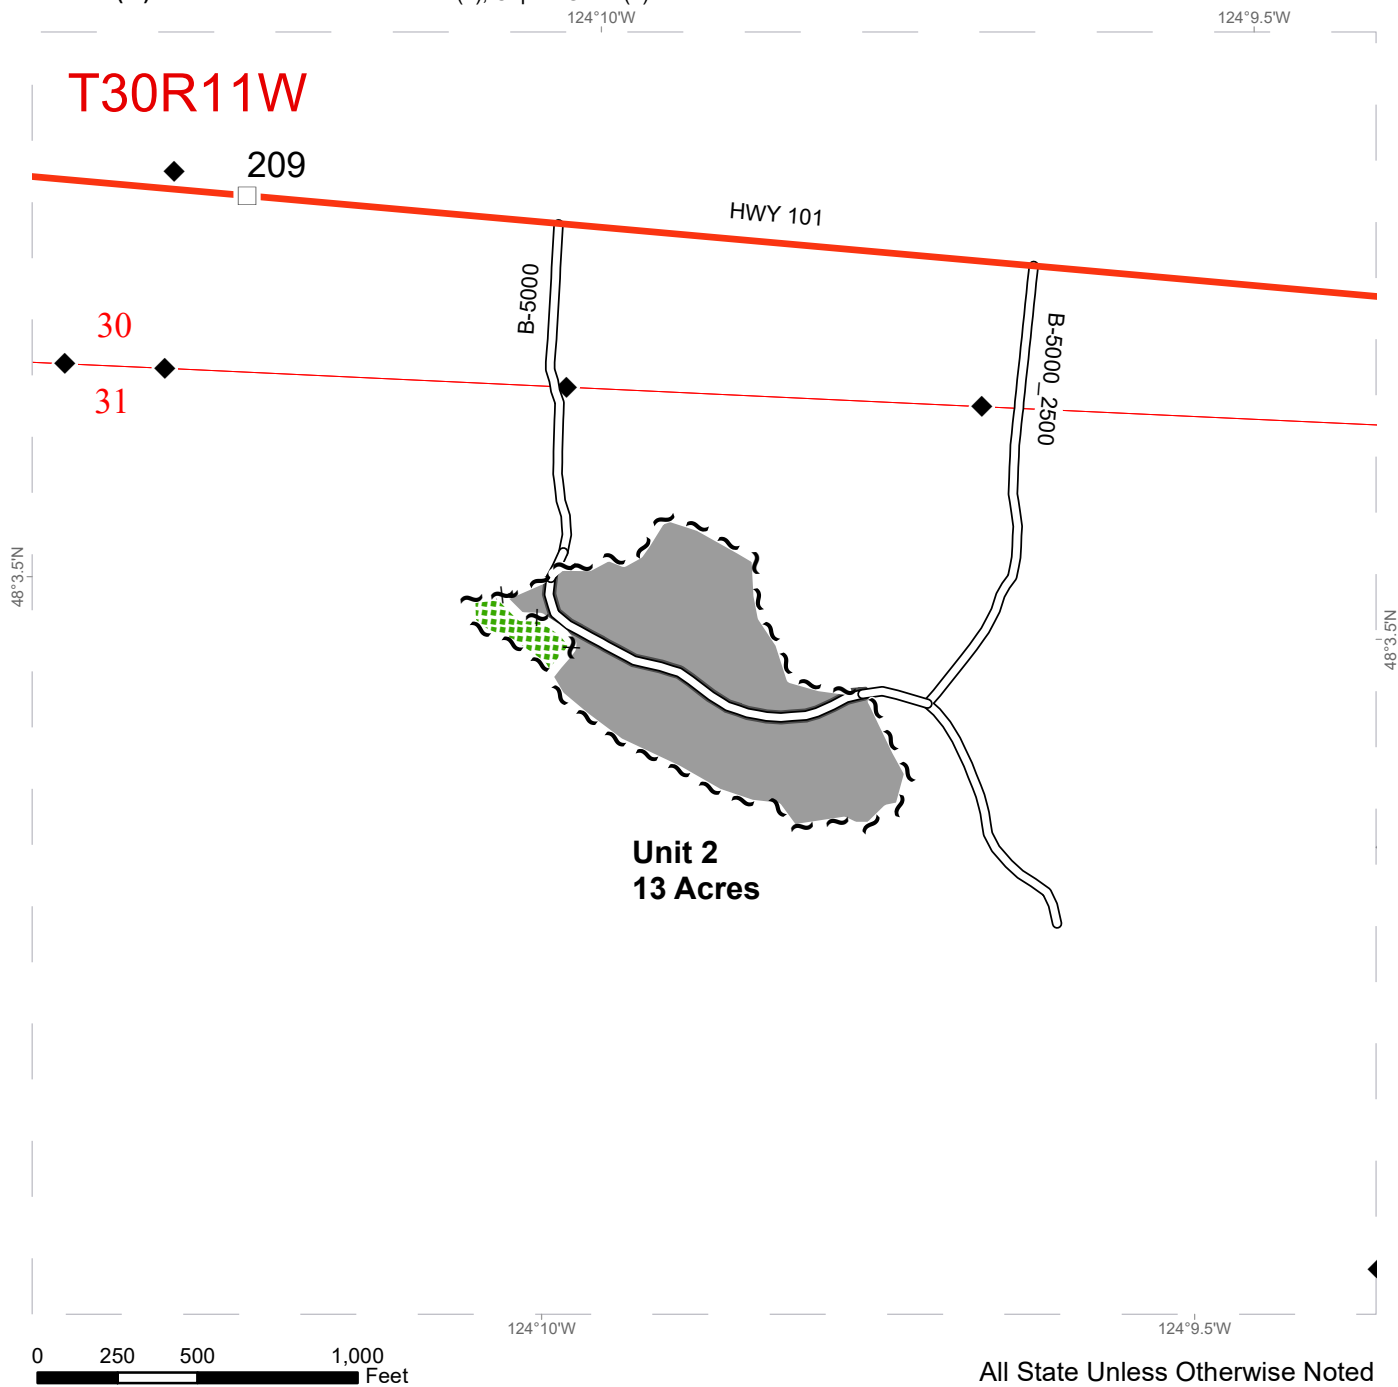 124°10'W
124°9.5'W
T30R11W
209
HWY 101
B-5000
B-5000_2500
30
31
48°3.5'N
48°3.5'N
Unit 2
13 Acres
124°10'W
124°9.5'W
0 250 500 1,000
Feet
All State Unless Otherwise Noted